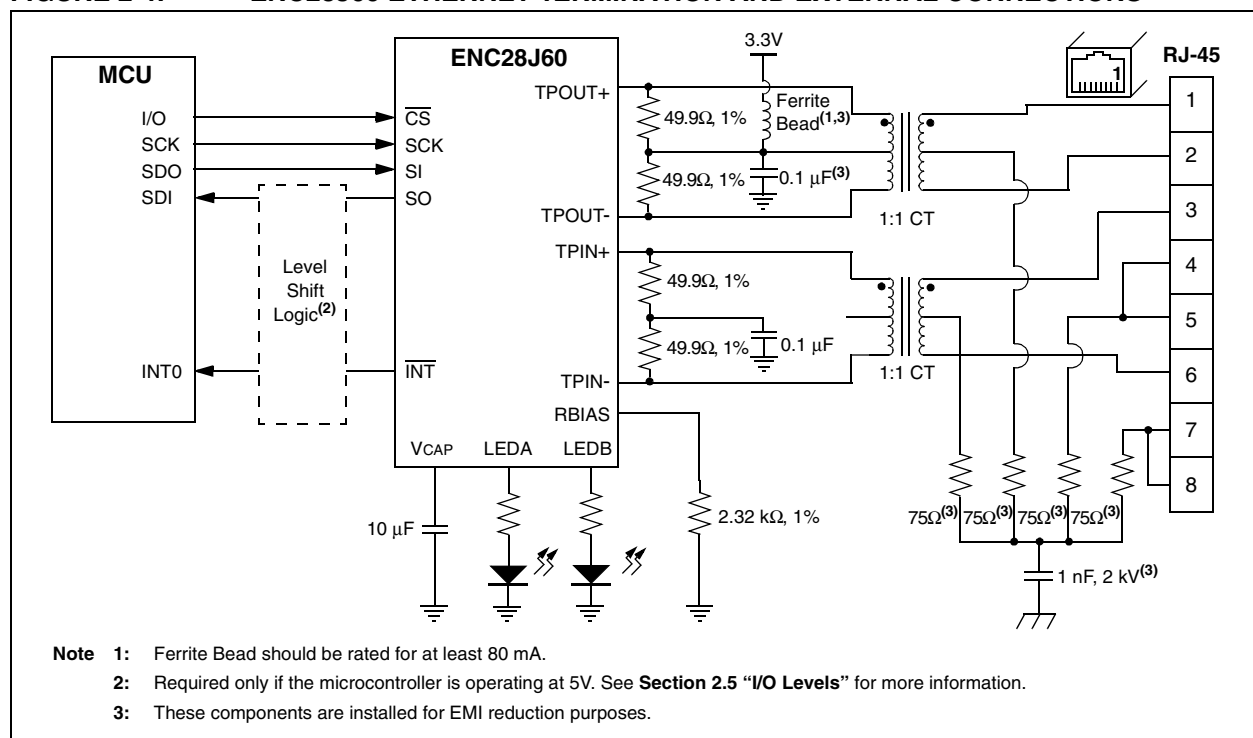 MCU
I/O
SCK
SDO
SDI
INT0
Level
Shift
Logic(2)
ENC28J60
CS
SCK
SI
SO
INT
TPOUT+
TPOUT-
TPIN+
TPIN-
RBIAS
VCAP LEDA LEDB
10 µF
2.32 kΩ, 1%
49.9Ω, 1%
49.9Ω, 1%
49.9Ω, 1%
49.9Ω, 1%
3.3V
Ferrite
Bead(1,3)
0.1 µF(3)
0.1 µF
1:1 CT
1:1 CT
1
RJ-45
1
2
3
4
5
6
7
8
75Ω(3) 75Ω(3) 75Ω(3) 75Ω(3)
1 nF, 2 kV(3)
Note 1: Ferrite Bead should be rated for at least 80 mA.
2: Required only if the microcontroller is operating at 5V. See Section 2.5 “I/O Levels” for more information.
3: These components are installed for EMI reduction purposes.